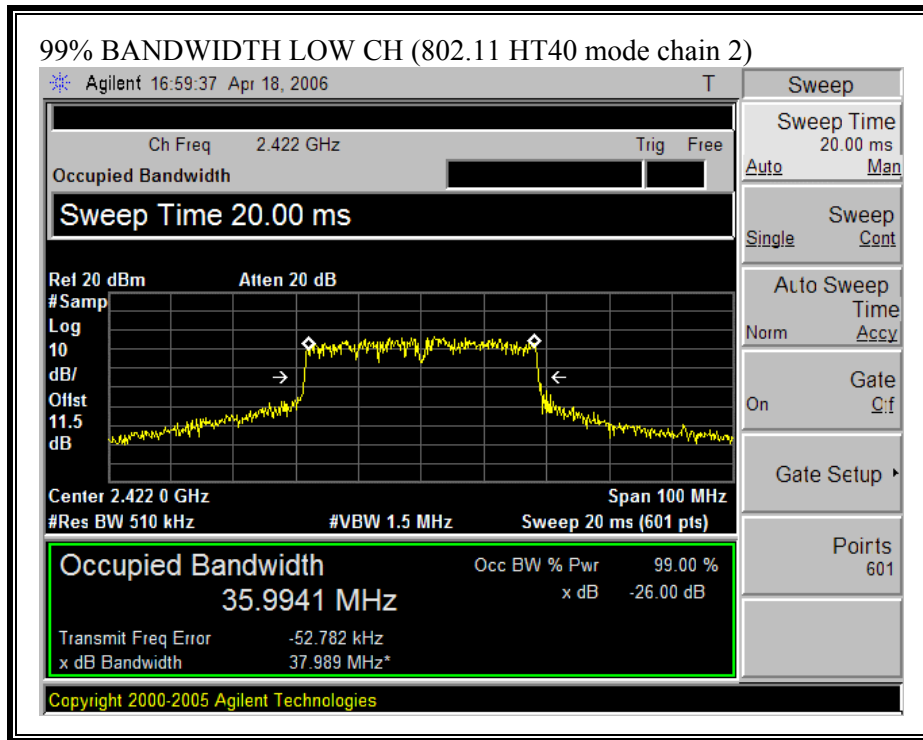 99% BANDWIDTH LOW CH (802.11 HT40 mode chain 2)
Agilent 16:59:37 Apr 18, 2006 T
Ch Freq 2.422 GHz Trig Free
Occupied Bandwidth
Sweep Time 20.00 ms
Ref 20 dBm Atten 20 dB
#Samp
Log
10
dB/
Offst
11.5
dB
Center 2.422 0 GHz Span 100 MHz
#Res BW 510 kHz #VBW 1.5 MHz Sweep 20 ms (601 pts)
Occupied Bandwidth
35.9941 MHz
Occ BW % Pwr 99.00 %
x dB -26.00 dB
Transmit Freq Error -52.782 kHz
x dB Bandwidth 37.989 MHz*
Copyright 2000-2005 Agilent Technologies
Sweep
Sweep Time
20.00 ms
Auto Man
Sweep
Single Cont
Auto Sweep
Time
Norm Accy
Gate
On Off
Gate Setup
Points
601